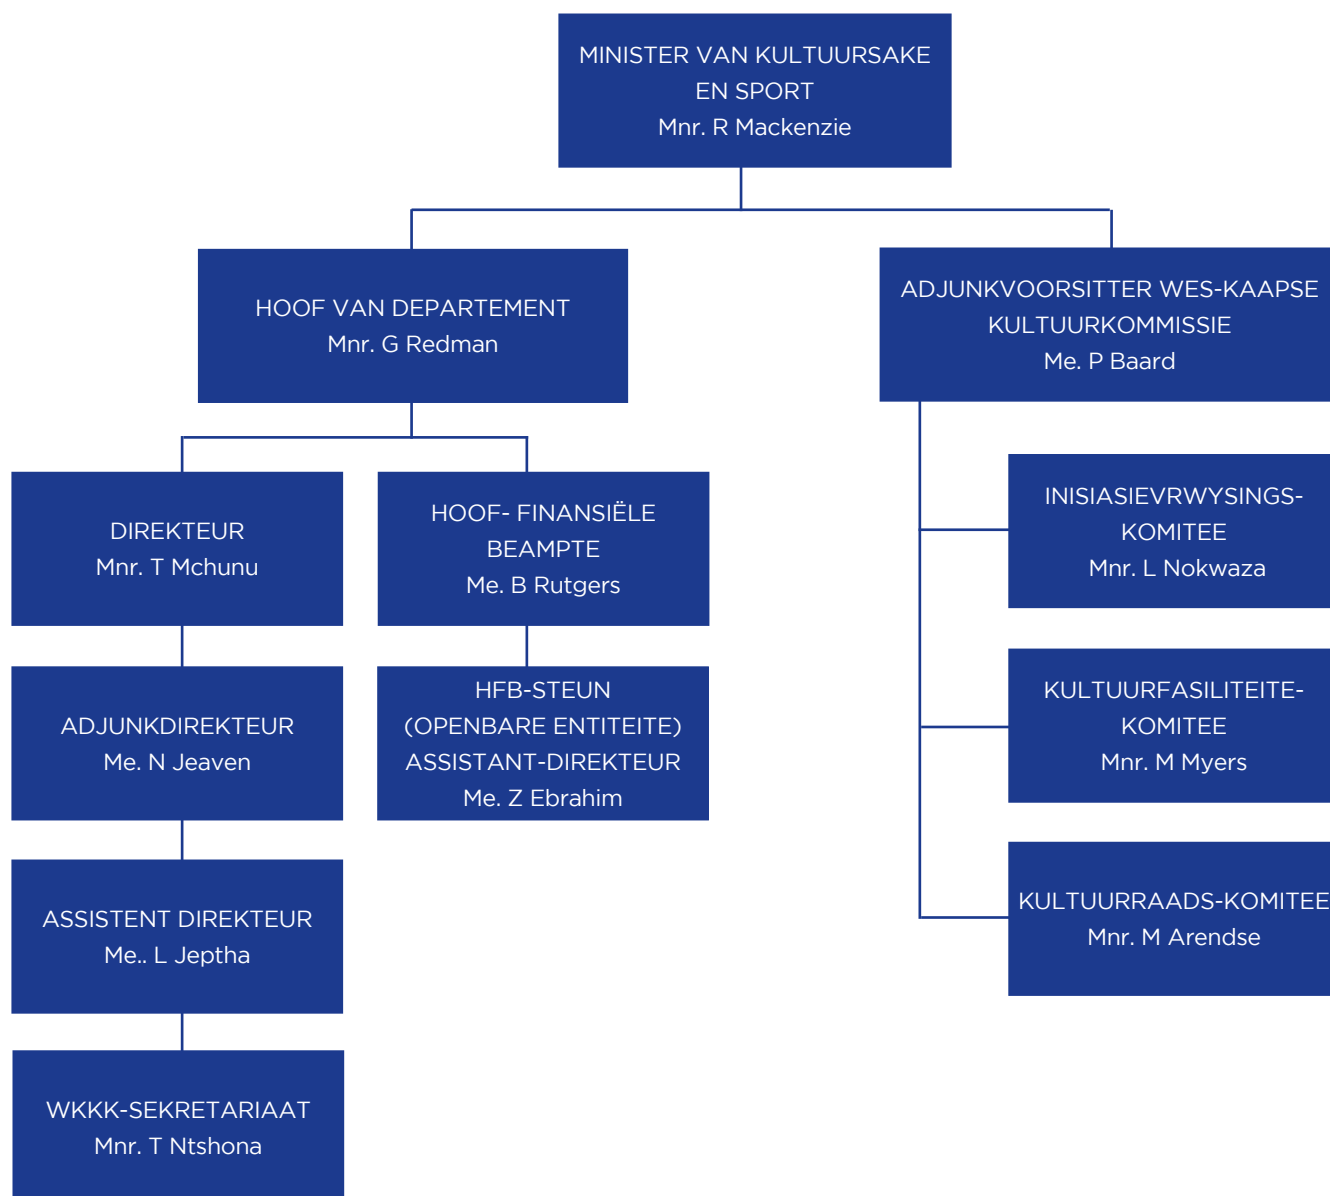 MINISTER VAN KULTUURSAKE
EN SPORT
Mnr. R Mackenzie
HOOF VAN DEPARTEMENT
Mnr. G Redman
ADJUNKVOORSITTER WES-KAAPSE
KULTUURKOMMISSIE
Me. P Baard
DIREKTEUR
Mnr. T Mchunu
HOOF- FINANSIËLE
BEAMPTE
Me. B Rutgers
INISIASIEVRWYSINGS-
KOMITEE
Mnr. L Nokwaza
ADJUNKDIREKTEUR
Me. N Jeaven
HFB-STEUN
(OPENBARE ENTITEITE)
ASSISTANT-DIREKTEUR
Me. Z Ebrahim
KULTUURFASILITEITE-
KOMITEE
Mnr. M Myers
ASSISTENT DIREKTEUR
Me.. L Jeptha
KULTUURRAADS-KOMITEE
Mnr. M Arendse
WKKK-SEKRETARIAAT
Mnr. T Ntshona